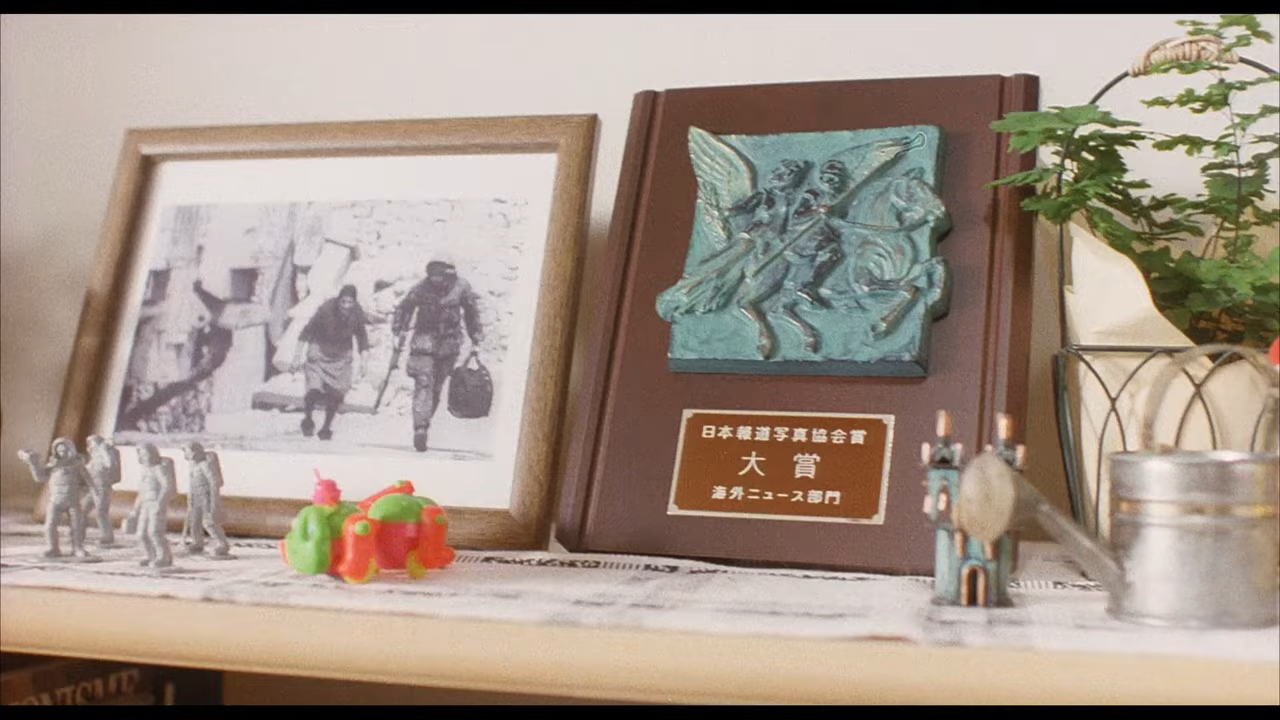 日本報道写真協会賞
大賞
海外ニュース部門